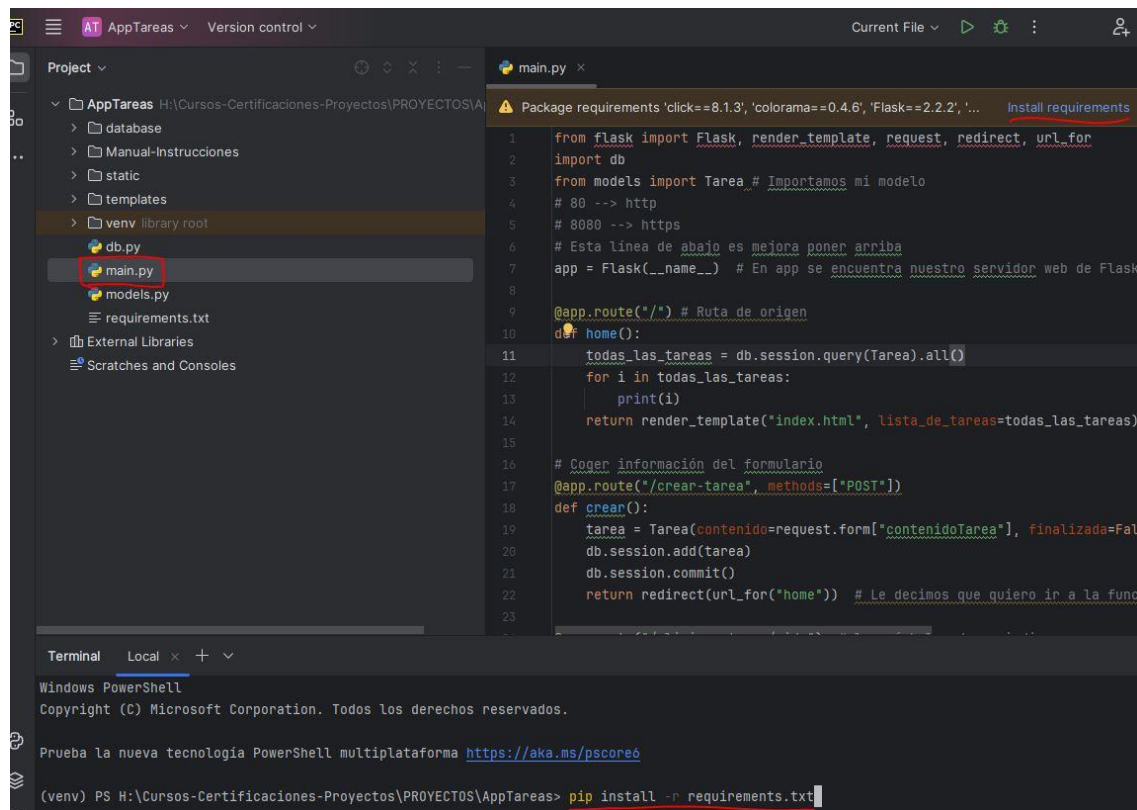 PC
AT AppTareas Version control
Current File
Project
main.py
AppTareas H:\Cursos-Certificaciones-Proyectos\PROYECTOS\A
database
Manual-Instrucciones
static
templates
venv library root
db.py
main.py
models.py
requirements.txt
External Libraries
Scratches and Consoles
Package requirements 'click==8.1.3', 'colorama==0.4.6', 'Flask==2.2.2', '... Install requirements
1 from flask import Flask, render_template, request, redirect, url_for
2 import db
3 from models import Tarea # Importamos mi modelo
4 # 80 --> http
5 # 8080 --> https
6 # Esta linea de abajo es mejora poner arriba
7 app = Flask(__name__) # En app se encuentra nuestro servidor web de Flask
8
9 @app.route("/") # Ruta de origen
10 def home():
11 todas_las_tareas = db.session.query(Tarea).all()
12 for i in todas_las_tareas:
13 print(i)
14 return render_template("index.html", lista_de_tareas=todas_las_tareas)
15
16 # Coger información del formulario
17 @app.route("/crear-tarea", methods=["POST"])
18 def crear():
19 tarea = Tarea(contenido=request.form["contenidoTarea"], finalizada=Fal
20 db.session.add(tarea)
21 db.session.commit()
22 return redirect(url_for("home")) # Le decimos que quiero ir a la func
23
Terminal Local
Windows PowerShell
Copyright (C) Microsoft Corporation. Todos los derechos reservados.
Prueba la nueva tecnología PowerShell multiplataforma https://aka.ms/pscore6
(venv) PS H:\Cursos-Certificaciones-Proyectos\PROYECTOS\AppTareas> pip install -r requirements.txt